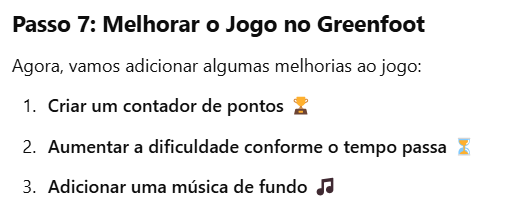 Passo 7: Melhorar o Jogo no Greenfoot
Agora, vamos adicionar algumas melhorias ao jogo:
1. Criar um contador de pontos 🏆
2. Aumentar a dificuldade conforme o tempo passa ⏳
3. Adicionar uma música de fundo 🎵